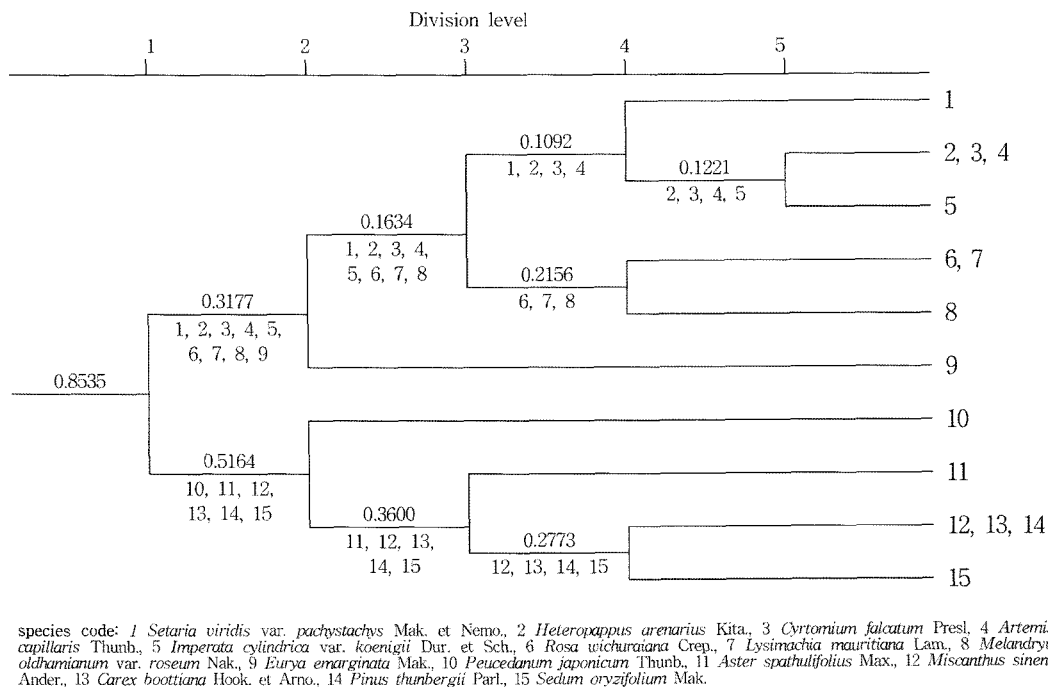 Division level
1 2 3 4 5
1
0.1092
1, 2, 3, 4
2, 3, 4
0.1221
2, 3, 4, 5
5
0.1634
1, 2, 3, 4,
5, 6, 7, 8
6, 7
0.2156
6, 7, 8
8
0.3177
1, 2, 3, 4, 5,
6, 7, 8, 9
9
0.8535
10
0.5164
10, 11, 12,
13, 14, 15
11
0.3600
11, 12, 13,
14, 15
12, 13, 14
0.2773
12, 13, 14, 15
15
species code: 1 Setaria viridis var. pachystachys Mak. et Nemo., 2 Heteropappus arenarius Kita., 3 Cyrtomium falcatum Presl, 4 Artemis
capillaris Thunb., 5 Imperata cylindrica var. koenigii Dur. et Sch., 6 Rosa wichuraiana Crep., 7 Lysimachia mauritiana Lam., 8 Melandryu
oldhamianum var. roseum Nak., 9 Eurya emarginata Mak., 10 Peucedanum japonicum Thunb., 11 Aster spathulifolius Max., 12 Miscanthus sinen
Ander., 13 Carex boottiana Hook. et Arno., 14 Pinus thunbergii Parl., 15 Sedum oryzifolium Mak.